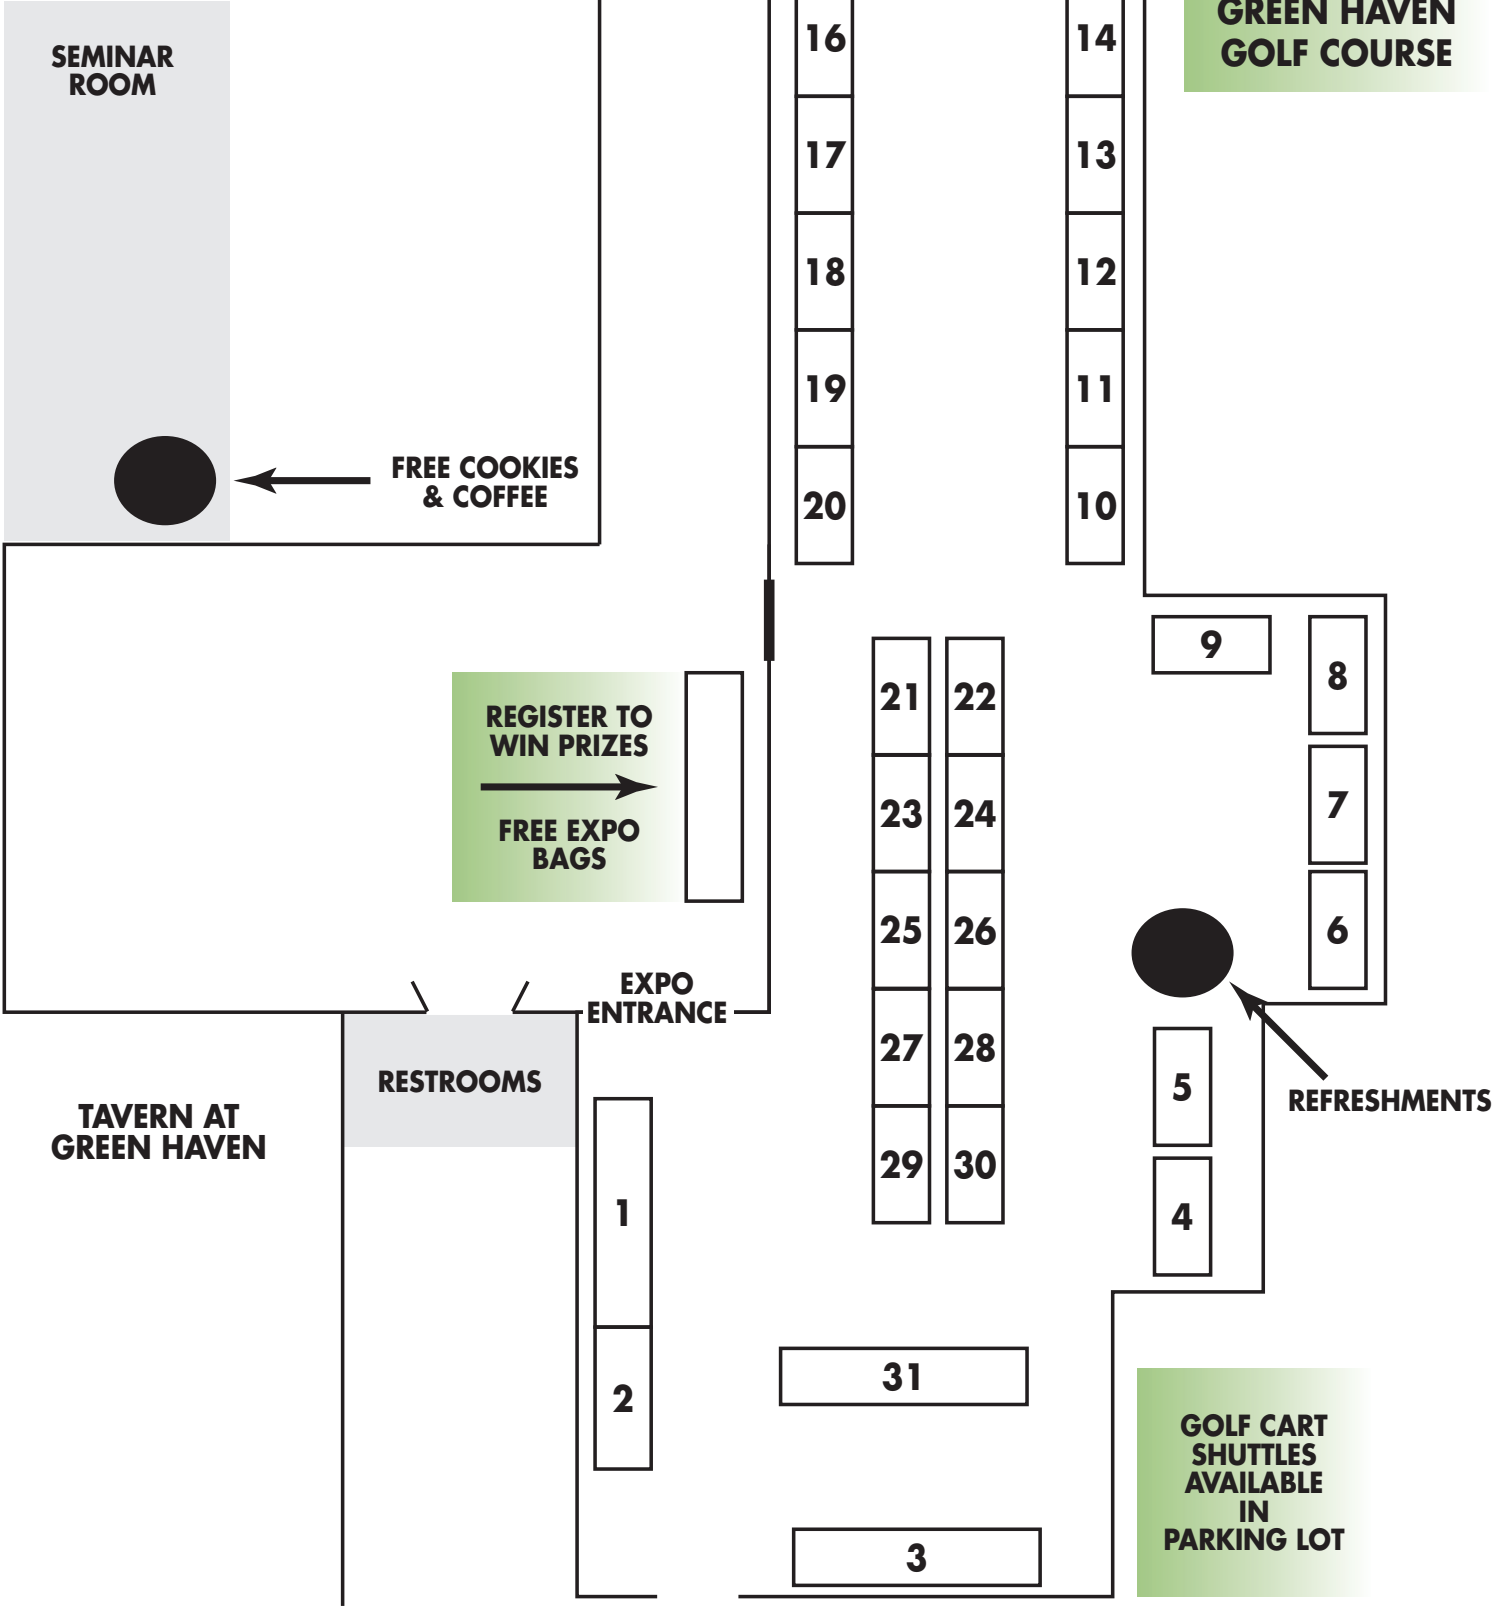 GREEN HAVEN
GOLF COURSE
SEMINAR
ROOM
16
14
17
13
18
12
19
11
FREE COOKIES
& COFFEE
20
10
9
8
21
22
REGISTER TO
WIN PRIZES
23
24
7
FREE EXPO
BAGS
25
26
6
EXPO
ENTRANCE
27
28
RESTROOMS
5
REFRESHMENTS
TAVERN AT
GREEN HAVEN
29
30
1
4
31
2
GOLF CART
SHUTTLES
AVAILABLE
IN
PARKING LOT
3